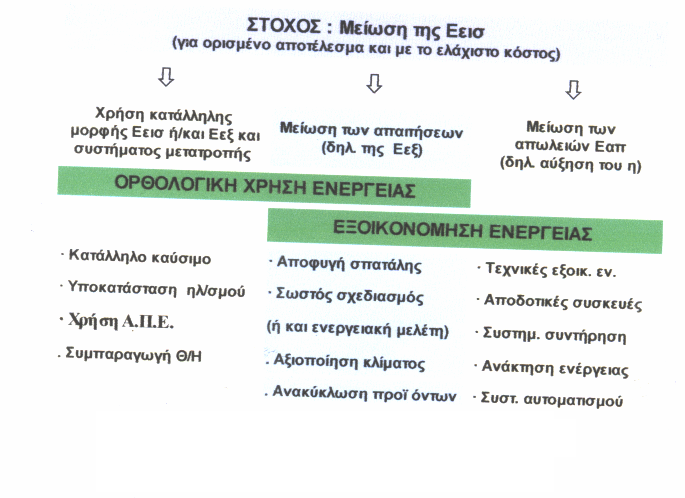 ΣΤΟΧΟΣ : Μείωση της Εεισ
(για ορισμένο αποτέλεσμα και με το ελάχιστο κόστος)
Χρήση κατάλληλης
μορφής Εεισ ή/και Εεξ και
συστήματος μετατροπής
Μείωση των απαιτήσεων
(δηλ. της Εεξ)
Μείωση των
απωλειών Εαπ
(δηλ. αύξηση του η)
ΟΡΘΟΛΟΓΙΚΗ ΧΡΗΣΗ ΕΝΕΡΓΕΙΑΣ
ΕΞΟΙΚΟΝΟΜΗΣΗ ΕΝΕΡΓΕΙΑΣ
· Κατάλληλο καύσιμο
· Υποκατάσταση ηλ/σμού
· Χρήση Α.Π.Ε.
. Συμπαραγωγή Θ/Η
· Αποφυγή σπατάλης
· Σωστός σχεδιασμός
(ή και ενεργειακή μελέτη)
. Αξιοποίηση κλίματος
. Ανακύκλωση προϊ όντων
· Τεχνικές εξοικ. εν.
· Αποδοτικές συσκευές
· Συστημ. συντήρηση
· Ανάκτηση ενέργειας
· Συστ. αυτοματισμού